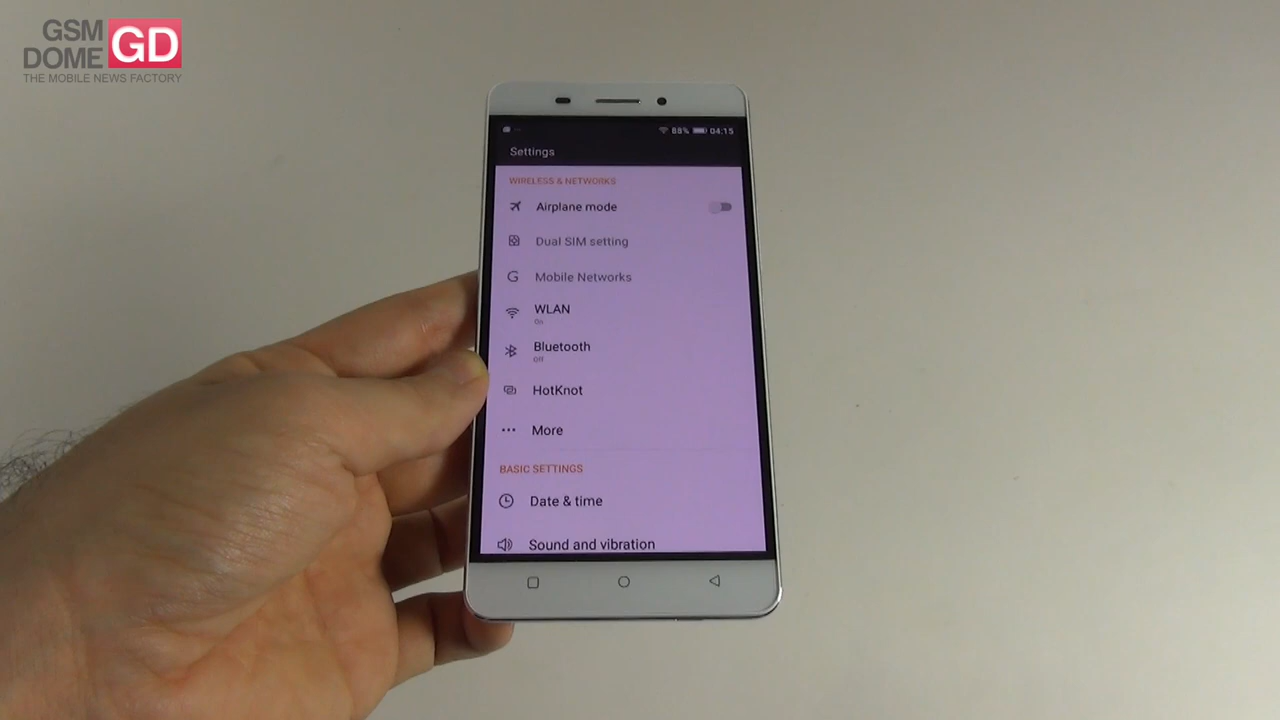 GSM
DOME
GD
THE MOBILE NEWS FACTORY
88% 04:15
Settings
WIRELESS & NETWORKS
Airplane mode
Dual SIM setting
Mobile Networks
WLAN
On
Bluetooth
Off
HotKnot
More
BASIC SETTINGS
Date & time
Sound and vibration